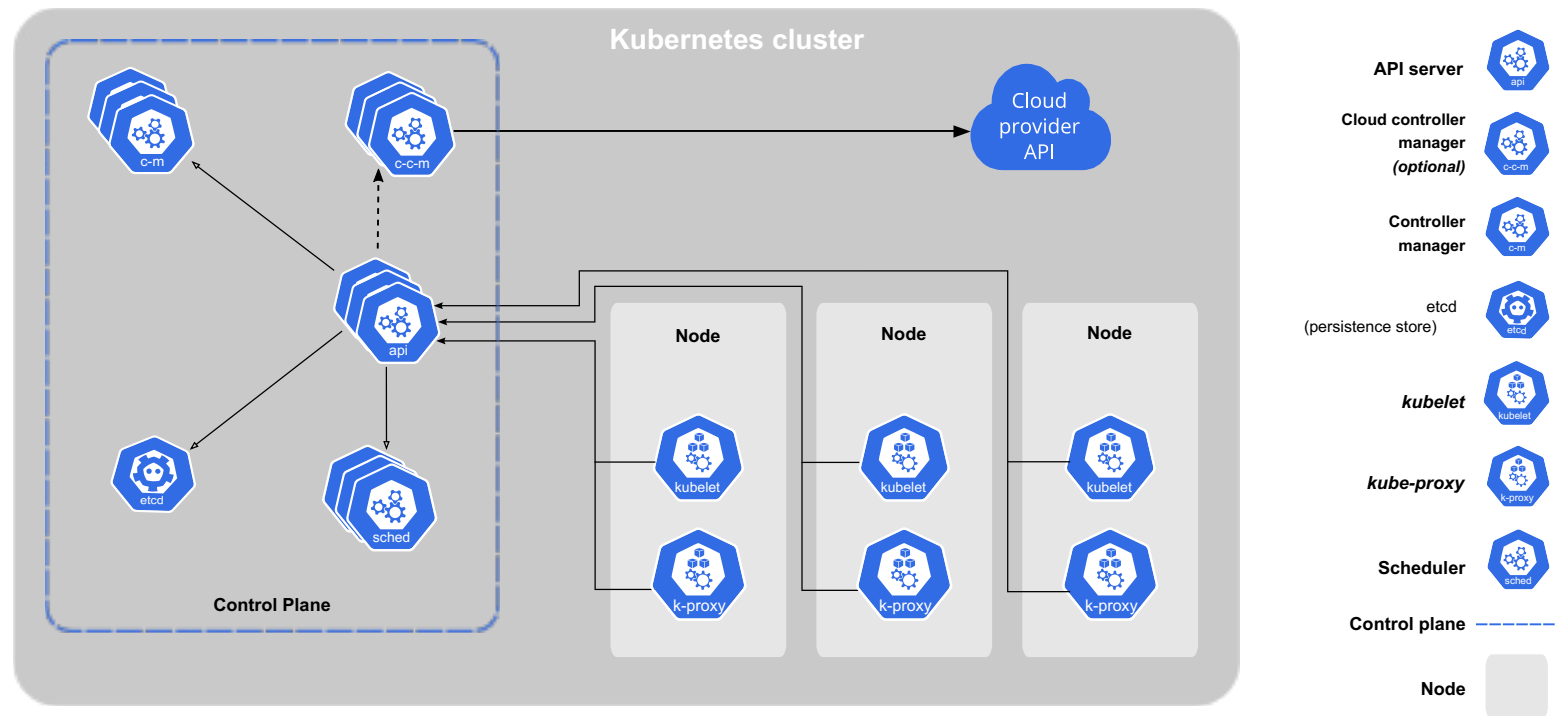 Kubernetes cluster
c-m
c-c-m
Cloud
provider
API
api
etcd
sched
Control Plane
Node
kubelet
k-proxy
Node
kubelet
k-proxy
Node
kubelet
k-proxy
API server
api
Cloud controller
manager
(optional)
c-c-m
Controller
manager
c-m
etcd
(persistence store)
etcd
kubelet
kubelet
kube-proxy
k-proxy
Scheduler
sched
Control plane
Node